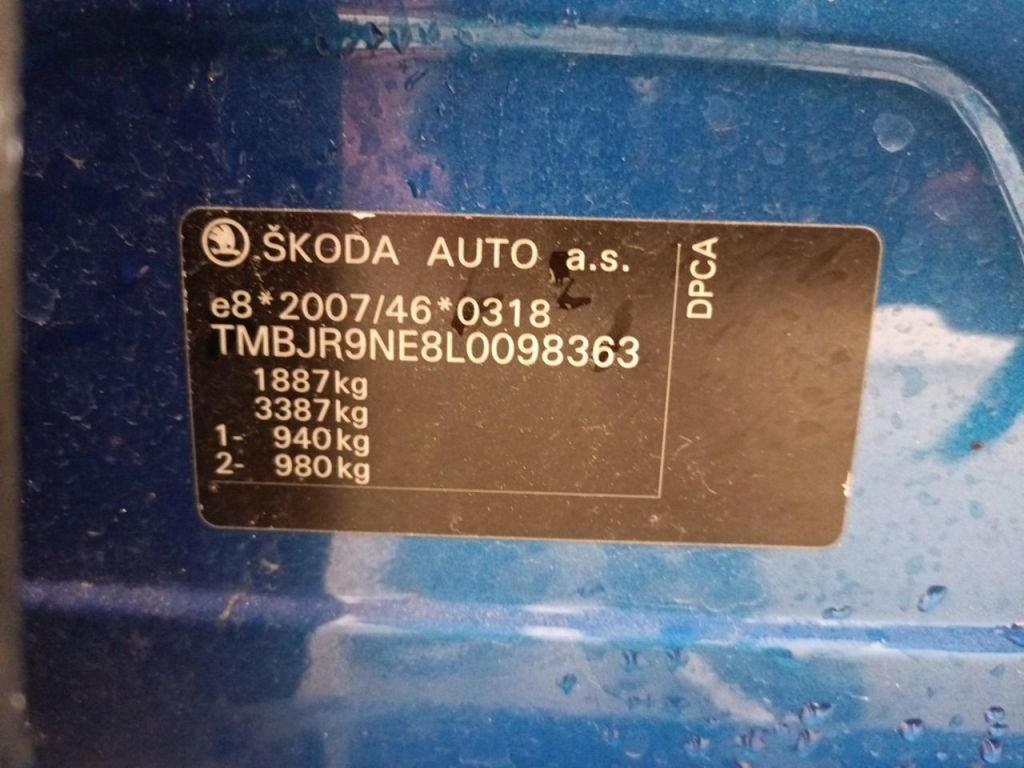 ŠKODA AUTO a.s.
e8*2007/46*0318
TMBJR9NE8L0098363
1887kg
3387kg
1- 940kg
2- 980kg
DPCA